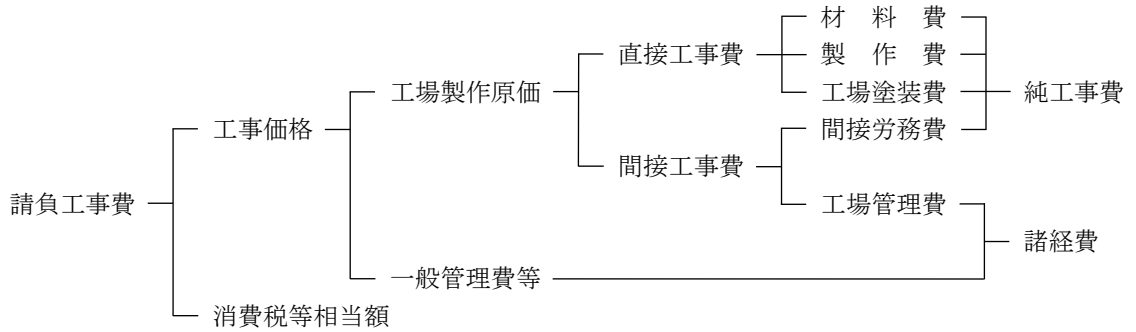 材料費
直接工事費
製作費
工場製作原価
工場塗装費
純工事費
工事価格
間接労務費
間接工事費
請負工事費
工場管理費
諸経費
一般管理費等
消費税等相当額